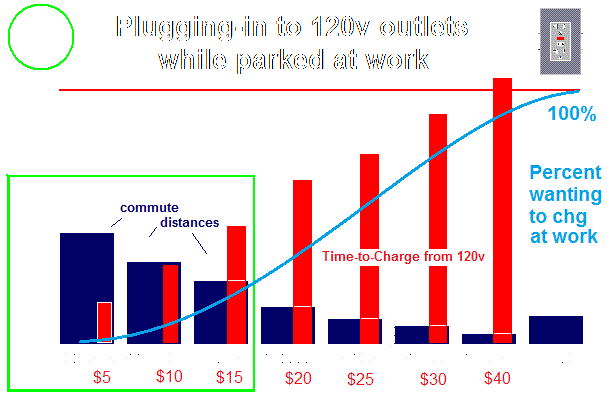 Plugging-in to 120v outlets
while parked at work
100%
Percent
wanting
to chg
at work
commute
distances
Time-to-Charge from 120v
$5 $10 $15 $20 $25 $30 $40